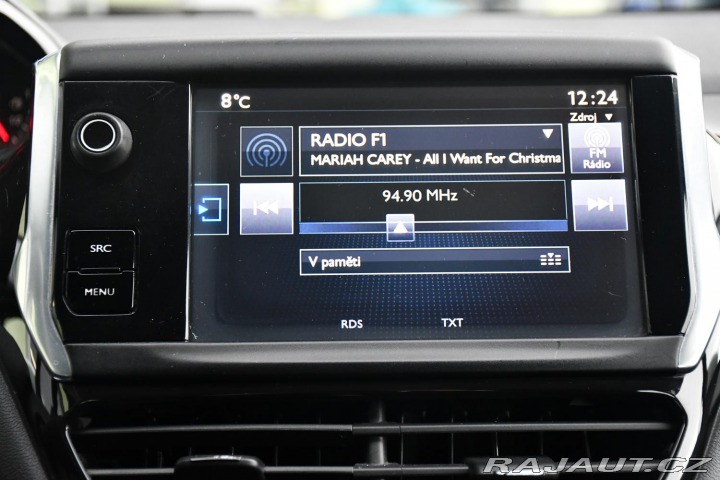 8°C
12:24
Zdroj
RADIO F1
MARIAH CAREY - All I Want For Christma
FM
Rádio
94.90 MHz
SRC
MENU
V paměti
RDS TXT
RAJAUT.CZ